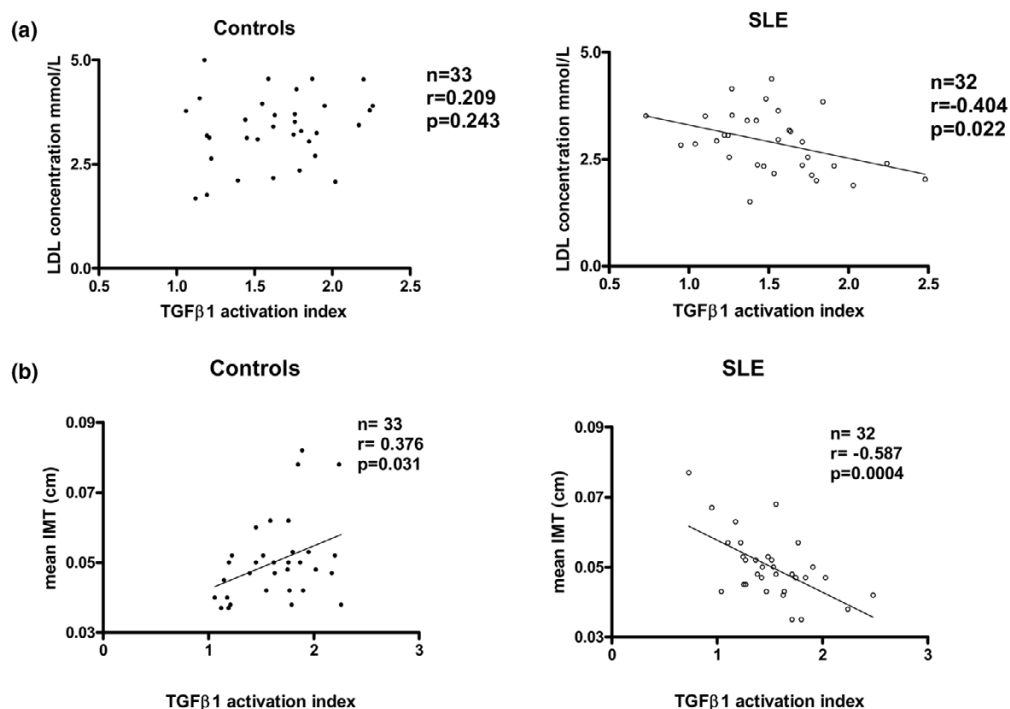 (a)
Controls
LDL concentration mmol/L
5.0
2.5
0.0
0.5
1.0
1.5
2.0
2.5
TGFβ1 activation index
n=33
r=0.209
p=0.243
SLE
LDL concentration mmol/L
5.0
2.5
0.0
0.5
1.0
1.5
2.0
2.5
TGFβ1 activation index
n=32
r=-0.404
p=0.022
(b)
Controls
mean IMT (cm)
0.09
0.07
0.05
0.03
0
1
2
3
TGFβ1 activation index
n= 33
r= 0.376
p=0.031
SLE
mean IMT (cm)
0.09
0.07
0.05
0.03
0
1
2
3
TGFβ1 activation index
n= 32
r= -0.587
p=0.0004